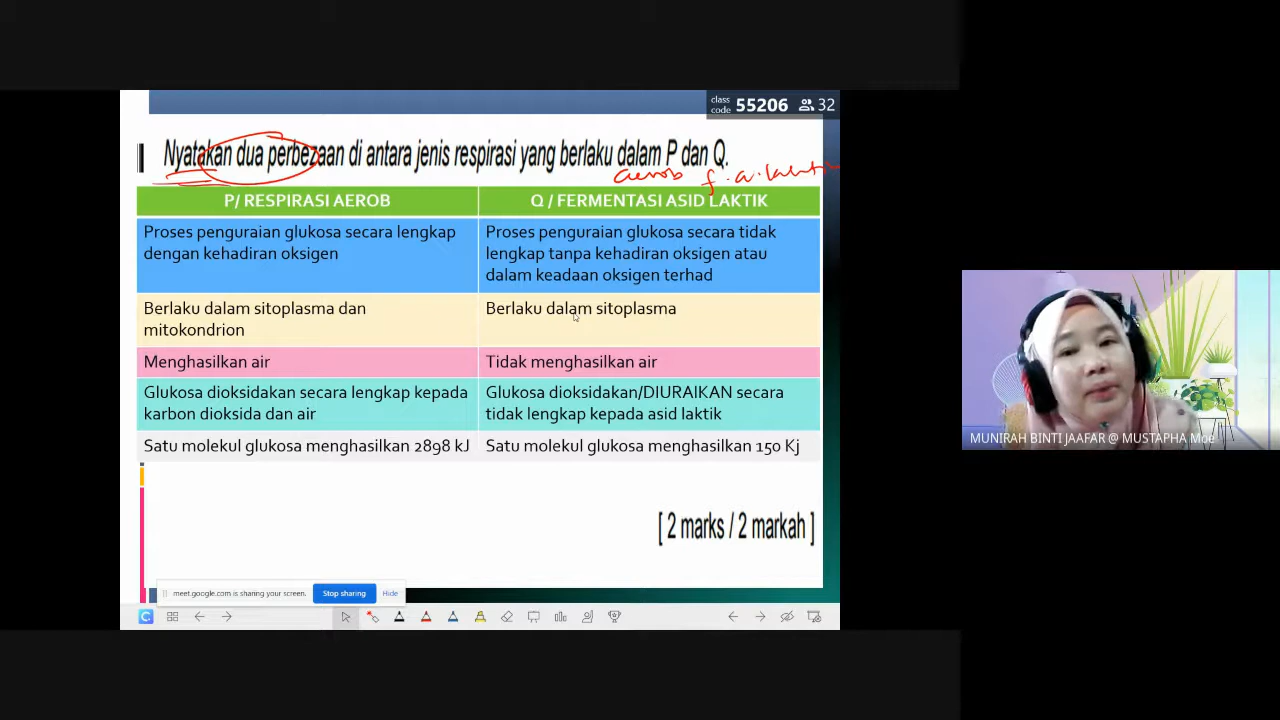 class
code 55206 32
Nyatakan dua perbezaan di antara jenis respirasi yang berlaku dalam P dan Q.
aerob f.a.laktik
P/ RESPIRASI AEROB
Q / FERMENTASI ASID LAKTIK
Proses penguraian glukosa secara lengkap
dengan kehadiran oksigen
Proses penguraian glukosa secara tidak
lengkap tanpa kehadiran oksigen atau
dalam keadaan oksigen terhad
Berlaku dalam sitoplasma dan
mitokondrion
Berlaku dalam sitoplasma
Menghasilkan air
Tidak menghasilkan air
Glukosa dioksidakan secara lengkap kepada
karbon dioksida dan air
Glukosa dioksidakan/DIURAIKAN secara
tidak lengkap kepada asid laktik
Satu molekul glukosa menghasilkan 2898 kJ
Satu molekul glukosa menghasilkan 150 Kj
[ 2 marks / 2 markah ]
meet.google.com is sharing your screen.
Stop sharing
Hide
MUNIRAH BINTI JAAFAR @ MUSTAPHA Moe